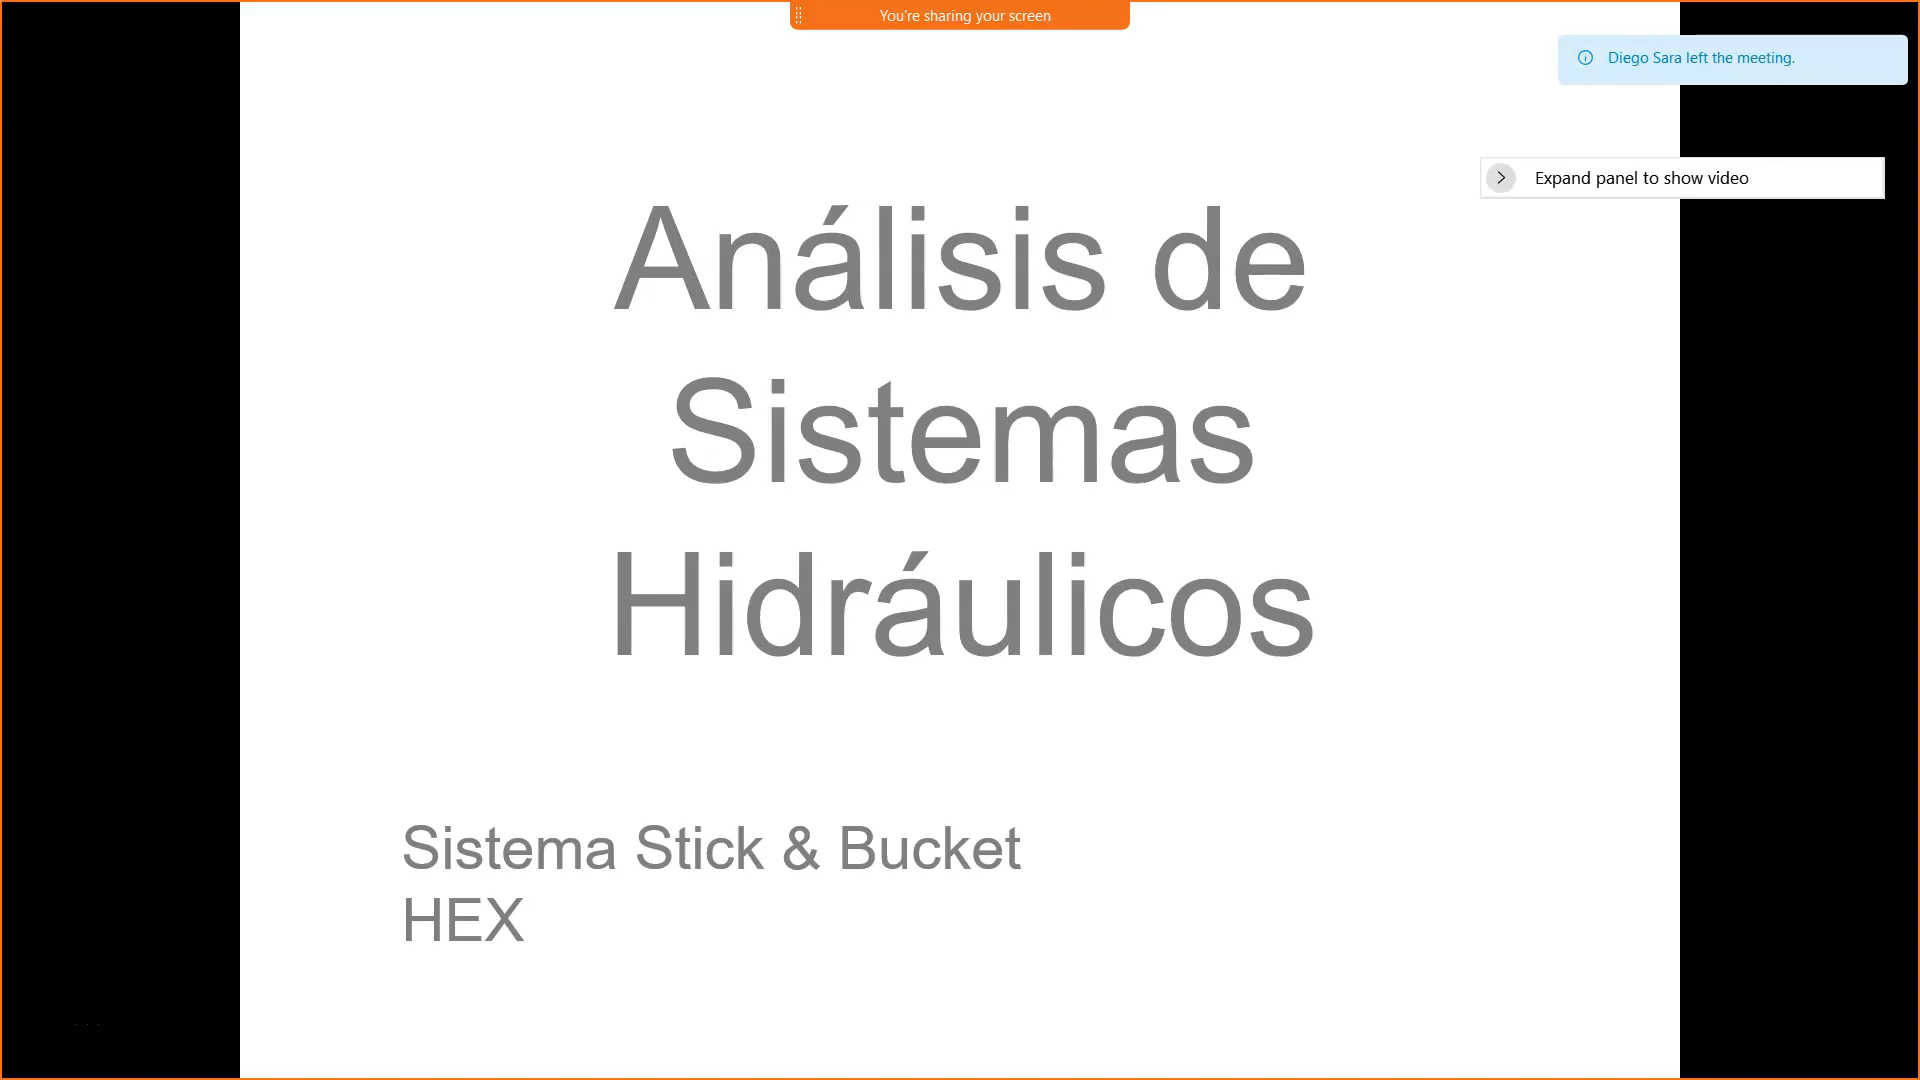 You're sharing your screen
Diego Sara left the meeting.
Expand panel to show video
Análisis de
Sistemas
Hidráulicos
Sistema Stick & Bucket
HEX